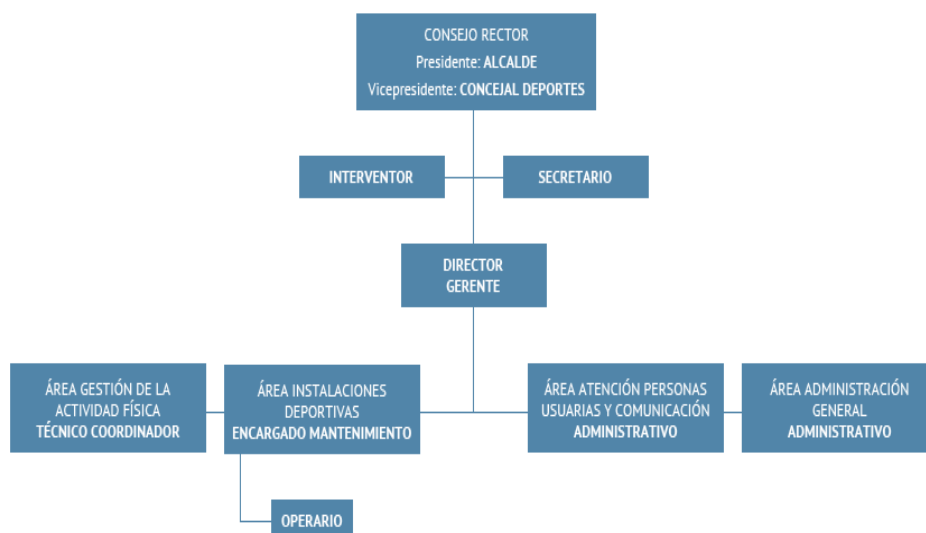 CONSEJO RECTOR
Presidente: ALCALDE
Vicepresidente: CONCEJAL DEPORTES
INTERVENTOR
SECRETARIO
DIRECTOR
GERENTE
ÁREA GESTIÓN DE LA
ACTIVIDAD FÍSICA
TÉCNICO COORDINADOR
ÁREA INSTALACIONES
DEPORTIVAS
ENCARGADO MANTENIMIENTO
ÁREA ATENCIÓN PERSONAS
USUARIAS Y COMUNICACIÓN
ADMINISTRATIVO
ÁREA ADMINISTRACIÓN
GENERAL
ADMINISTRATIVO
OPERARIO